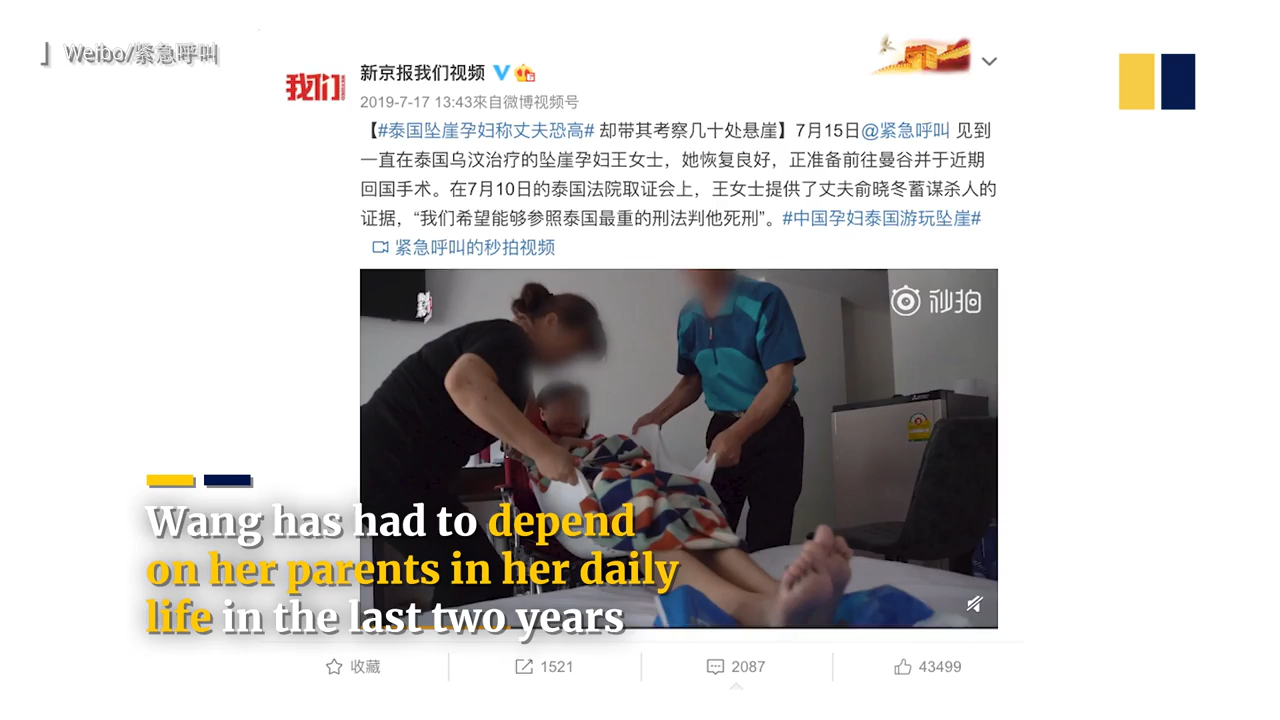 Weibo/紧急呼叫
我们
新京报我们视频
2019-7-17 13:43來自微博视频号
【#泰国坠崖孕妇称丈夫恐高# 却带其考察几十处悬崖】7月15日@紧急呼叫 见到
一直在泰国乌汶治疗的坠崖孕妇王女士，她恢复良好，正准备前往曼谷并于近期
回国手术。在7月10日的泰国法院取证会上，王女士提供了丈夫俞晓冬蓄谋杀人的
证据，“我们希望能够参照泰国最重的刑法判他死刑”。#中国孕妇泰国游玩坠崖#
紧急呼叫的秒拍视频
秒拍
Wang has had to depend
on her parents in her daily
life in the last two years
收藏
1521
2087
43499